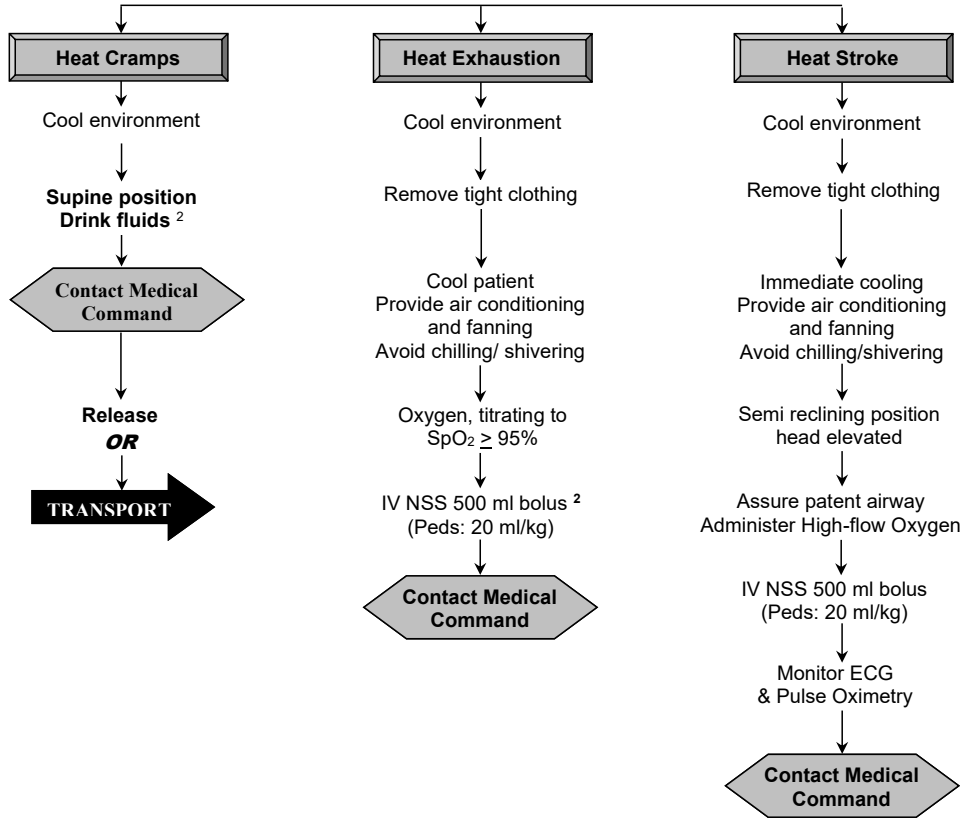 Heat Cramps
Cool environment
Supine position
Drink fluids ²
Contact Medical
Command
Release
OR
TRANSPORT
Heat Exhaustion
Cool environment
Remove tight clothing
Cool patient
Provide air conditioning
and fanning
Avoid chilling/ shivering
Oxygen, titrating to
SpO₂ ≥ 95%
IV NSS 500 ml bolus ²
(Peds: 20 ml/kg)
Contact Medical
Command
Heat Stroke
Cool environment
Remove tight clothing
Immediate cooling
Provide air conditioning
and fanning
Avoid chilling/shivering
Semi reclining position
head elevated
Assure patent airway
Administer High-flow Oxygen
IV NSS 500 ml bolus
(Peds: 20 ml/kg)
Monitor ECG
& Pulse Oximetry
Contact Medical
Command